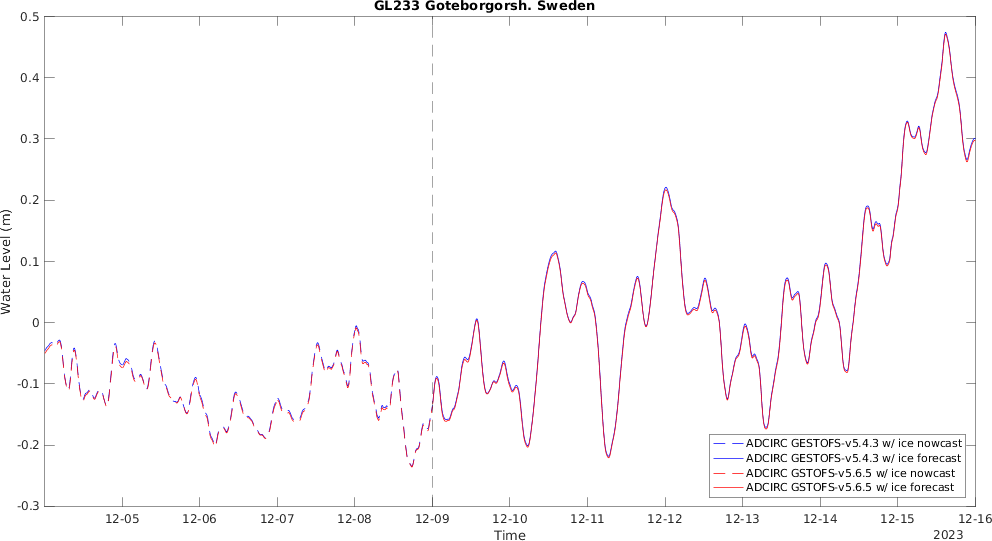 GL233 Goteborgorsh. Sweden
0.5
0.4
0.3
0.2
0.1
0
-0.1
-0.2
-0.3
Water Level (m)
ADCIRC GESTOFS-v5.4.3 w/ ice nowcast
ADCIRC GESTOFS-v5.4.3 w/ ice forecast
ADCIRC GSTOFS-v5.6.5 w/ ice nowcast
ADCIRC GSTOFS-v5.6.5 w/ ice forecast
12-05 12-06 12-07 12-08 12-09 12-10 12-11 12-12 12-13 12-14 12-15 12-16
Time
2023